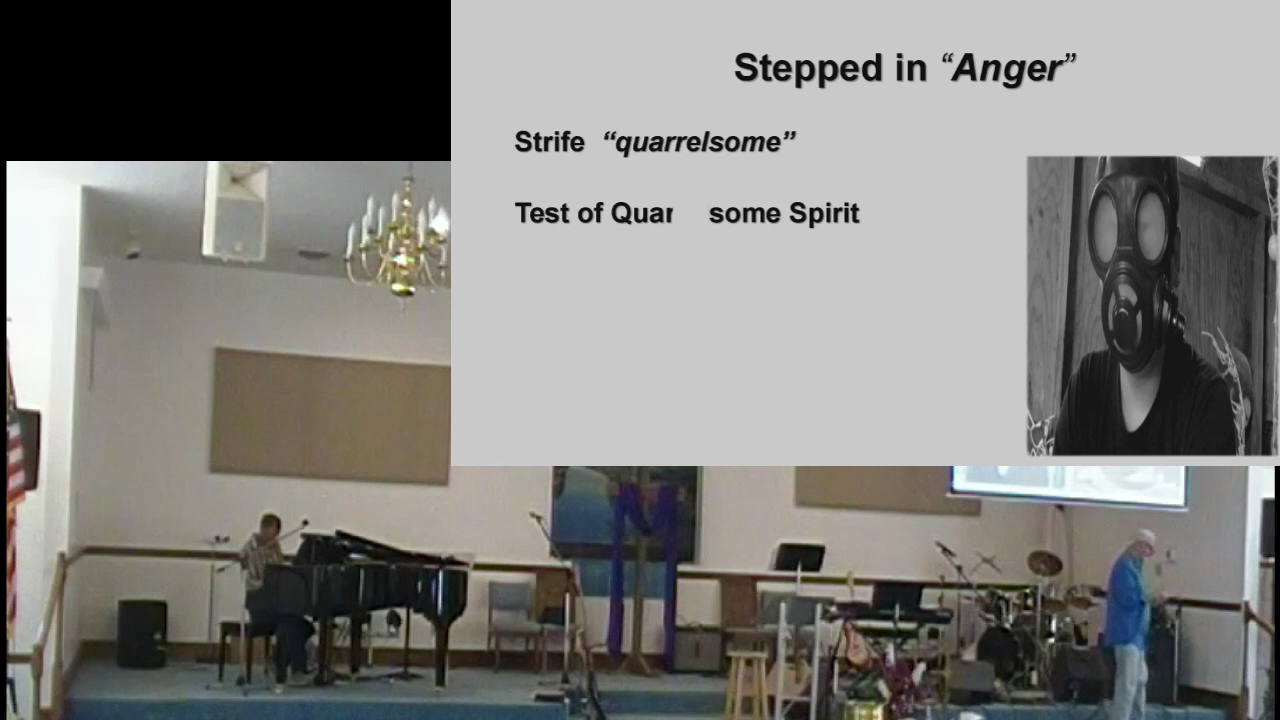 Stepped in “Anger”
Strife “quarrelsome”
Test of Quar some Spirit